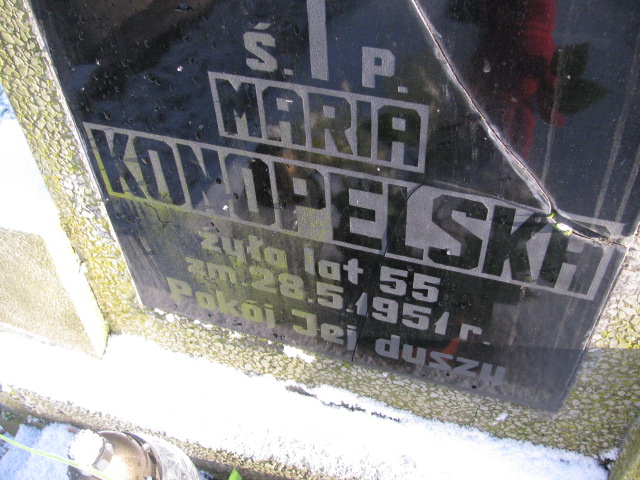 Ś. P.
MARIA
KONOPELSKA
żyła lat 55
zm. 28.5.1951 r.
Pokój Jej duszy